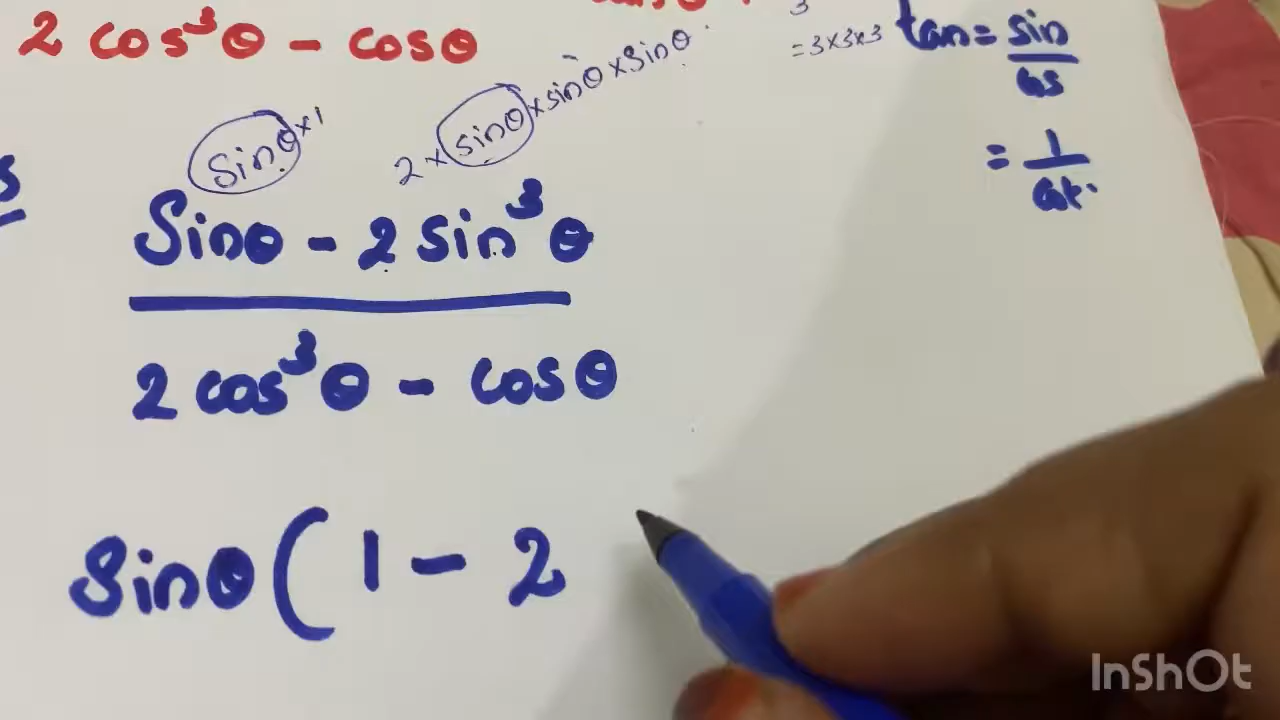 2 cos³θ - cosθ
3
= 3×3×3
tan = sin
cos
= 1
cot.
Sinθ×1
2 × sinθ × sinθ × sinθ
Sinθ - 2 sin³θ
2 cos³θ - cosθ
Sinθ ( 1 - 2
InShOt